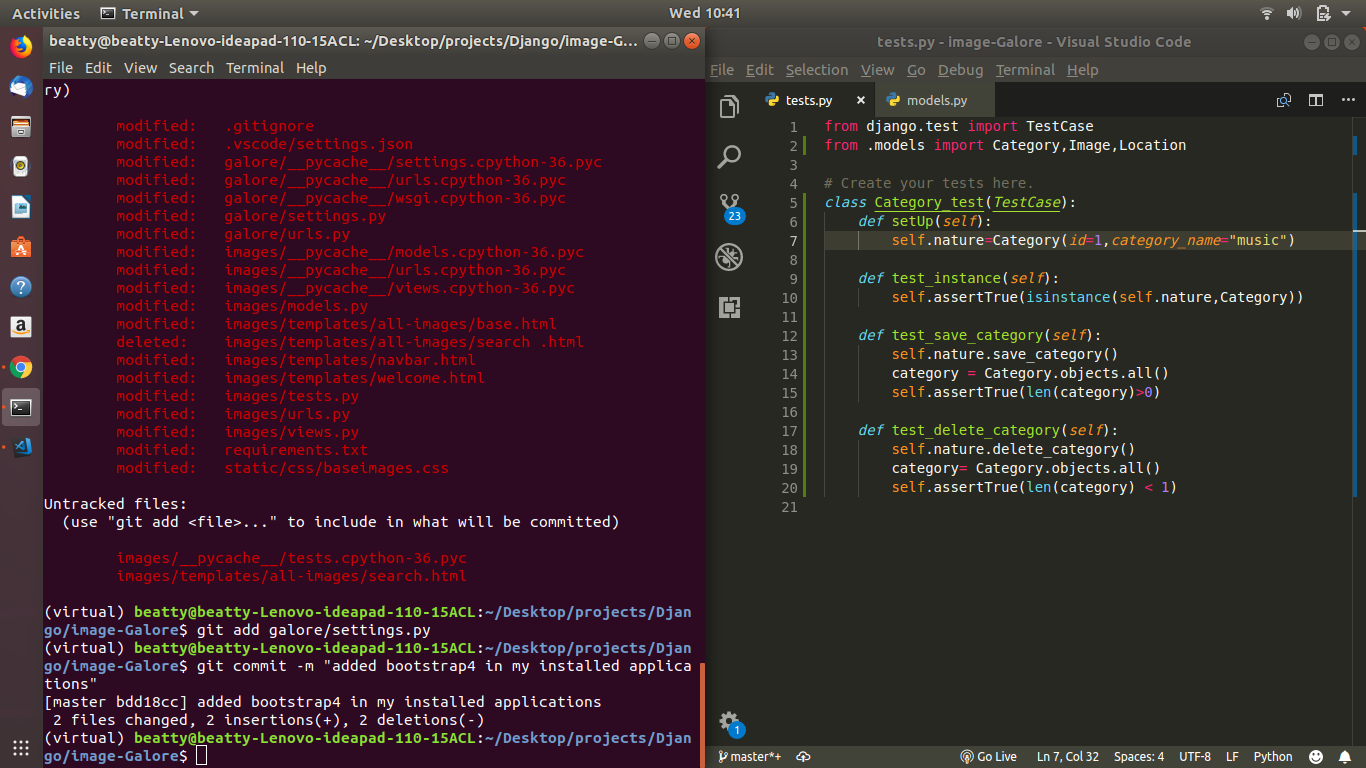 Activities Terminal Wed 10:41
beatty@beatty-Lenovo-ideapad-110-15ACL: ~/Desktop/projects/Django/image-G…
File Edit View Search Terminal Help
ry)
modified: .gitignore
modified: .vscode/settings.json
modified: galore/__pycache__/settings.cpython-36.pyc
modified: galore/__pycache__/urls.cpython-36.pyc
modified: galore/__pycache__/wsgi.cpython-36.pyc
modified: galore/settings.py
modified: galore/urls.py
modified: images/__pycache__/models.cpython-36.pyc
modified: images/__pycache__/urls.cpython-36.pyc
modified: images/__pycache__/views.cpython-36.pyc
modified: images/models.py
modified: images/templates/all-images/base.html
deleted: images/templates/all-images/search .html
modified: images/templates/navbar.html
modified: images/templates/welcome.html
modified: images/tests.py
modified: images/urls.py
modified: images/views.py
modified: requirements.txt
modified: static/css/baseimages.css
Untracked files:
(use "git add <file>..." to include in what will be committed)
images/__pycache__/tests.cpython-36.pyc
images/templates/all-images/search.html
(virtual) beatty@beatty-Lenovo-ideapad-110-15ACL:~/Desktop/projects/Djan
go/image-Galore$ git add galore/settings.py
(virtual) beatty@beatty-Lenovo-ideapad-110-15ACL:~/Desktop/projects/Djan
go/image-Galore$ git commit -m "added bootstrap4 in my installed applica
tions"
[master bdd18cc] added bootstrap4 in my installed applications
2 files changed, 2 insertions(+), 2 deletions(-)
(virtual) beatty@beatty-Lenovo-ideapad-110-15ACL:~/Desktop/projects/Djan
go/image-Galore$
tests.py - image-Galore - Visual Studio Code
File Edit Selection View Go Debug Terminal Help
tests.py models.py
23
1
1 from django.test import TestCase
2 from .models import Category,Image,Location
3
4 # Create your tests here.
5 class Category_test(TestCase):
6 def setUp(self):
7 self.nature=Category(id=1,category_name="music")
8
9 def test_instance(self):
10 self.assertTrue(isinstance(self.nature,Category))
11
12 def test_save_category(self):
13 self.nature.save_category()
14 category = Category.objects.all()
15 self.assertTrue(len(category)>0)
16
17 def test_delete_category(self):
18 self.nature.delete_category()
19 category= Category.objects.all()
20 self.assertTrue(len(category) < 1)
21
master*+ Go Live Ln 7, Col 32 Spaces: 4 UTF-8 LF Python